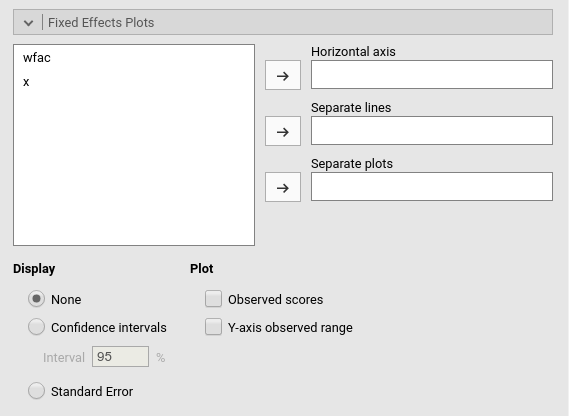 Fixed Effects Plots
wfac
x
Horizontal axis
Separate lines
Separate plots
Display
None
Confidence intervals
Interval 95 %
Standard Error
Plot
Observed scores
Y-axis observed range